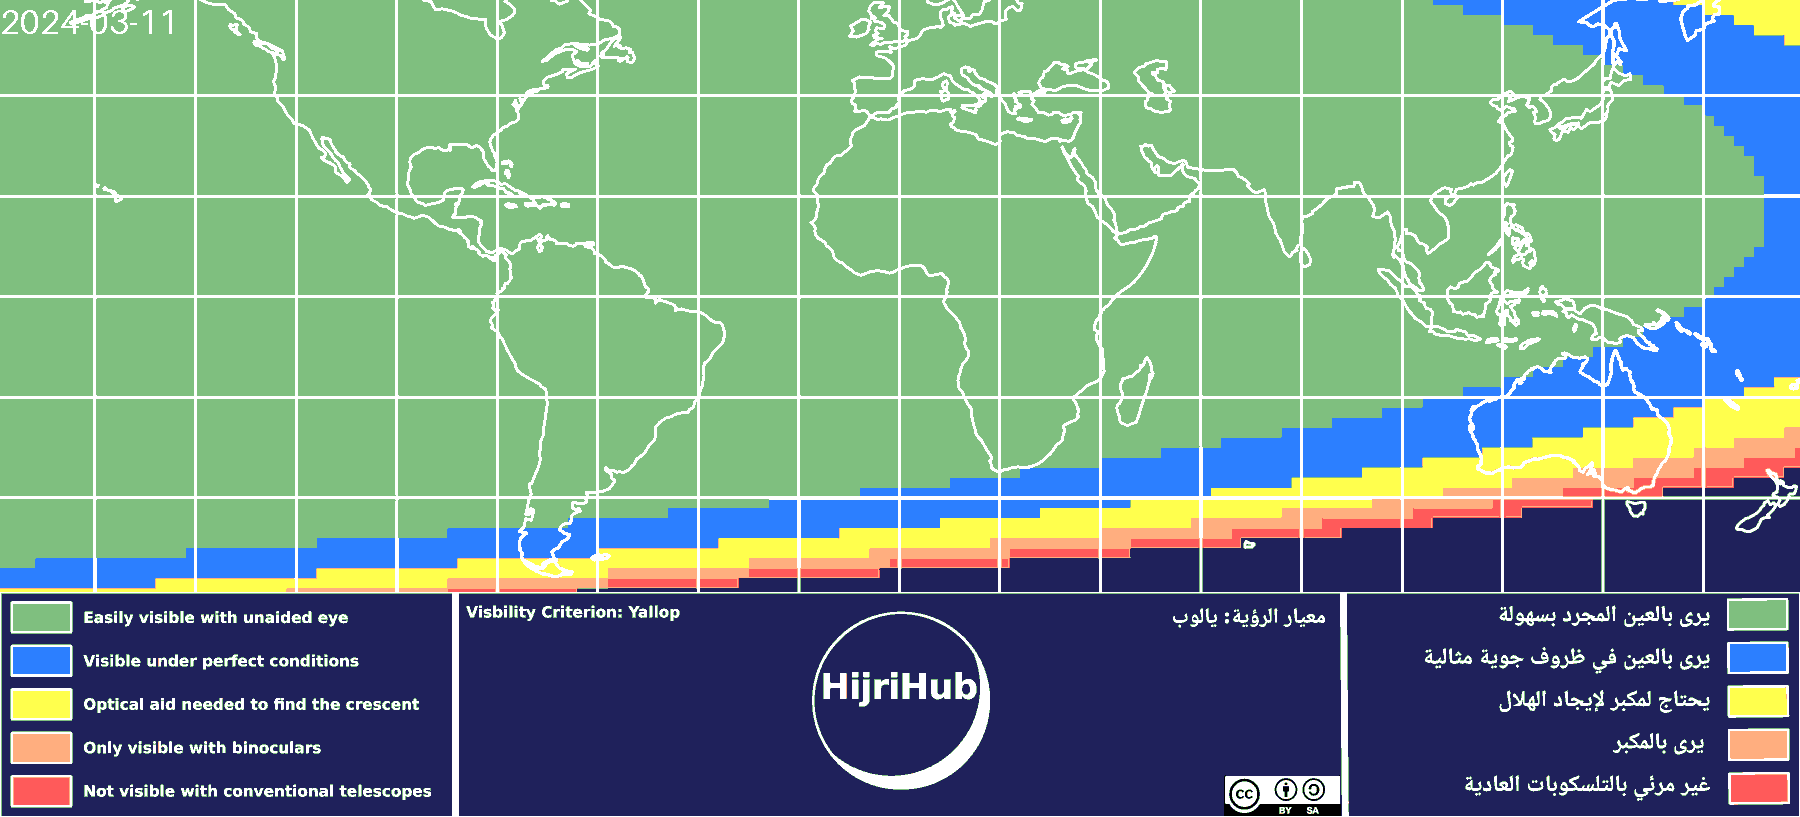 2024-03-11
Easily visible with unaided eye
Visible under perfect conditions
Optical aid needed to find the crescent
Only visible with binoculars
Not visible with conventional telescopes
Visbility Criterion: Yallop
معيار الرؤية: يالوب
HijriHub
cc
BY SA
يرى بالعين المجرد بسهولة
يرى بالعين في ظروف جوية مثالية
يحتاج لمكبر لإيجاد الهلال
يرى بالمكبر
غير مرئي بالتلسكوبات العادية